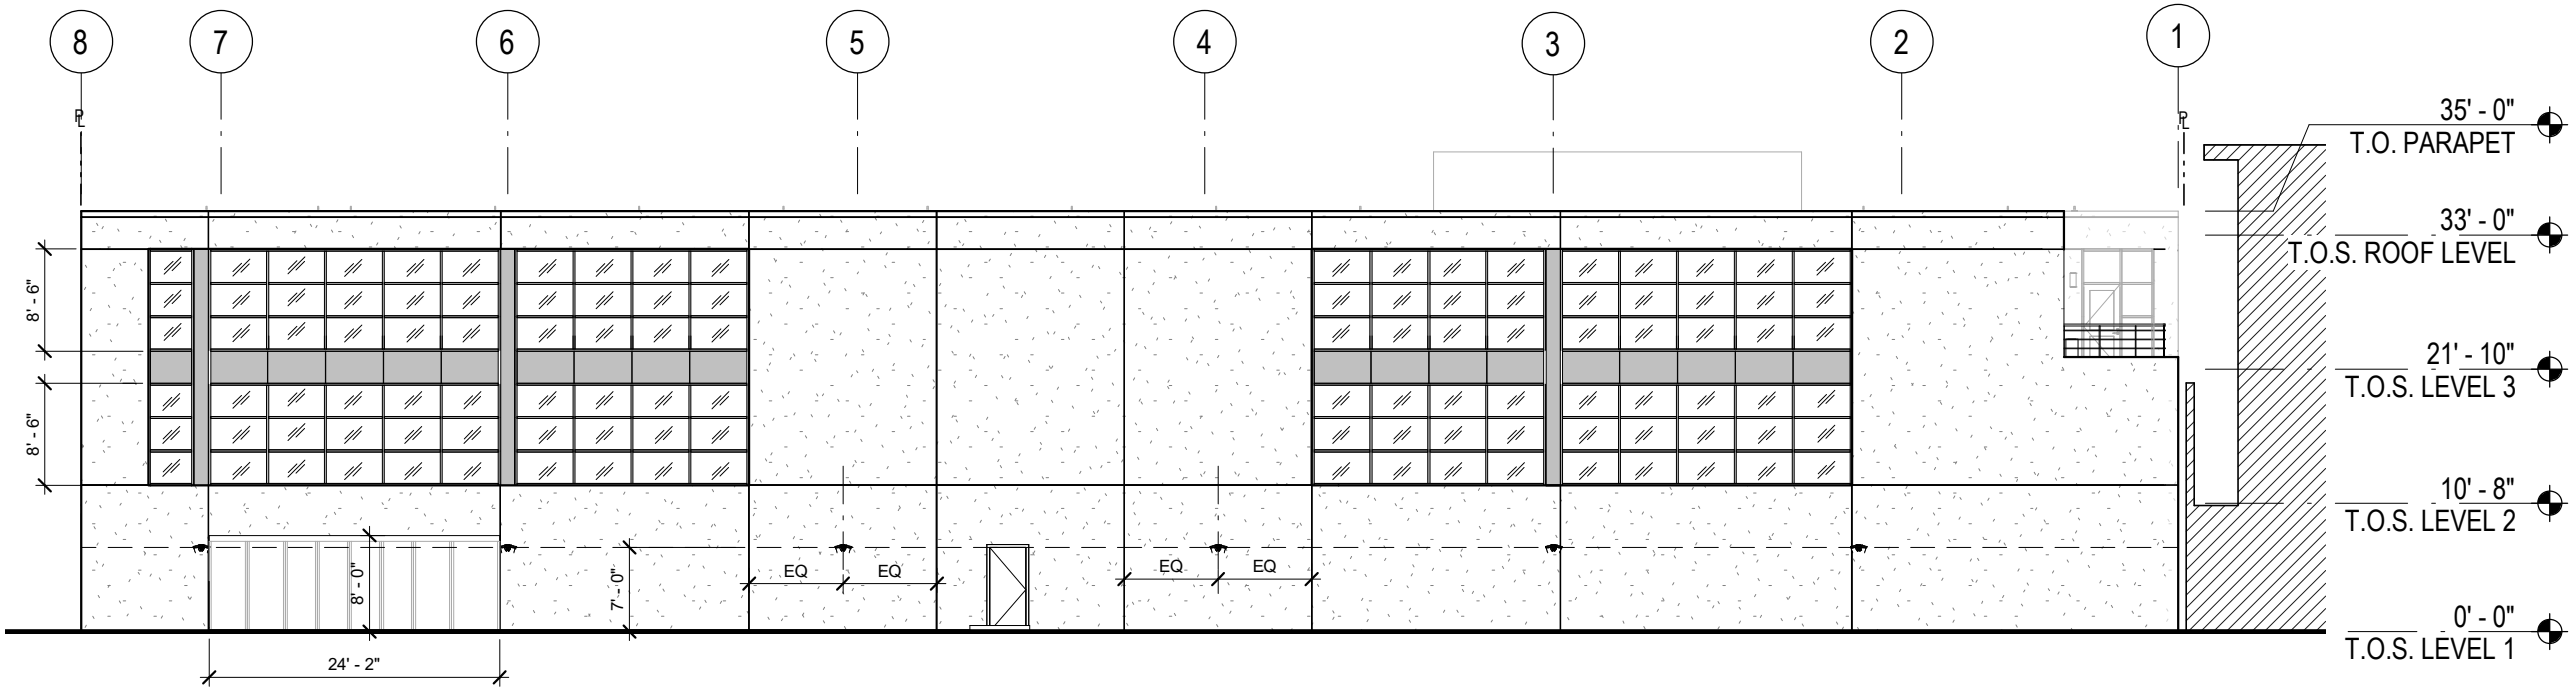 8
7
6
5
4
3
2
1
PL
PL
35' - 0"
T.O. PARAPET
33' - 0"
T.O.S. ROOF LEVEL
8' - 6"
21' - 10"
T.O.S. LEVEL 3
8' - 6"
10' - 8"
T.O.S. LEVEL 2
EQ
EQ
EQ
EQ
8' - 0"
7' - 0"
0' - 0"
T.O.S. LEVEL 1
24' - 2"